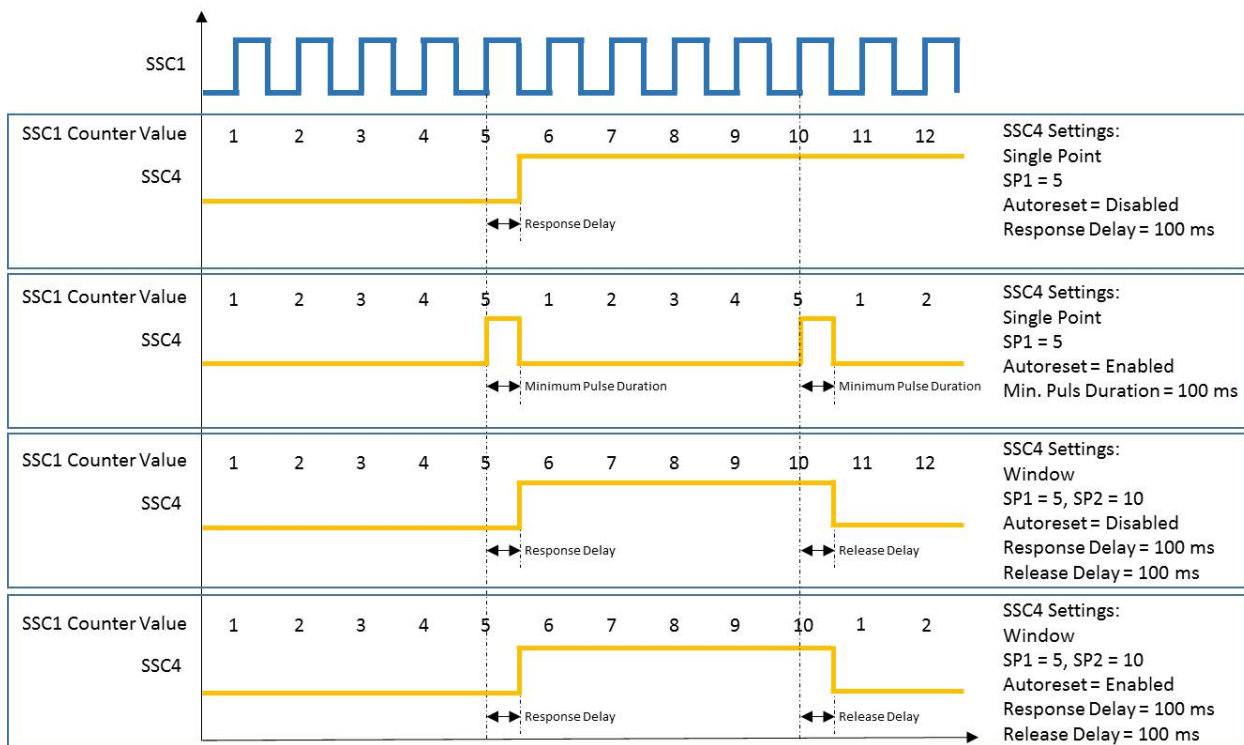 SSC1
SSC1 Counter Value 1 2 3 4 5 6 7 8 9 10 11 12
SSC4
Response Delay
SSC4 Settings:
Single Point
SP1 = 5
Autoreset = Disabled
Response Delay = 100 ms
SSC1 Counter Value 1 2 3 4 5 1 2 3 4 5 1 2
SSC4
Minimum Pulse Duration Minimum Pulse Duration
SSC4 Settings:
Single Point
SP1 = 5
Autoreset = Enabled
Min. Puls Duration = 100 ms
SSC1 Counter Value 1 2 3 4 5 6 7 8 9 10 11 12
SSC4
Response Delay Release Delay
SSC4 Settings:
Window
SP1 = 5, SP2 = 10
Autoreset = Disabled
Response Delay = 100 ms
Release Delay = 100 ms
SSC1 Counter Value 1 2 3 4 5 6 7 8 9 10 1 2
SSC4
Response Delay Release Delay
SSC4 Settings:
Window
SP1 = 5, SP2 = 10
Autoreset = Enabled
Response Delay = 100 ms
Release Delay = 100 ms